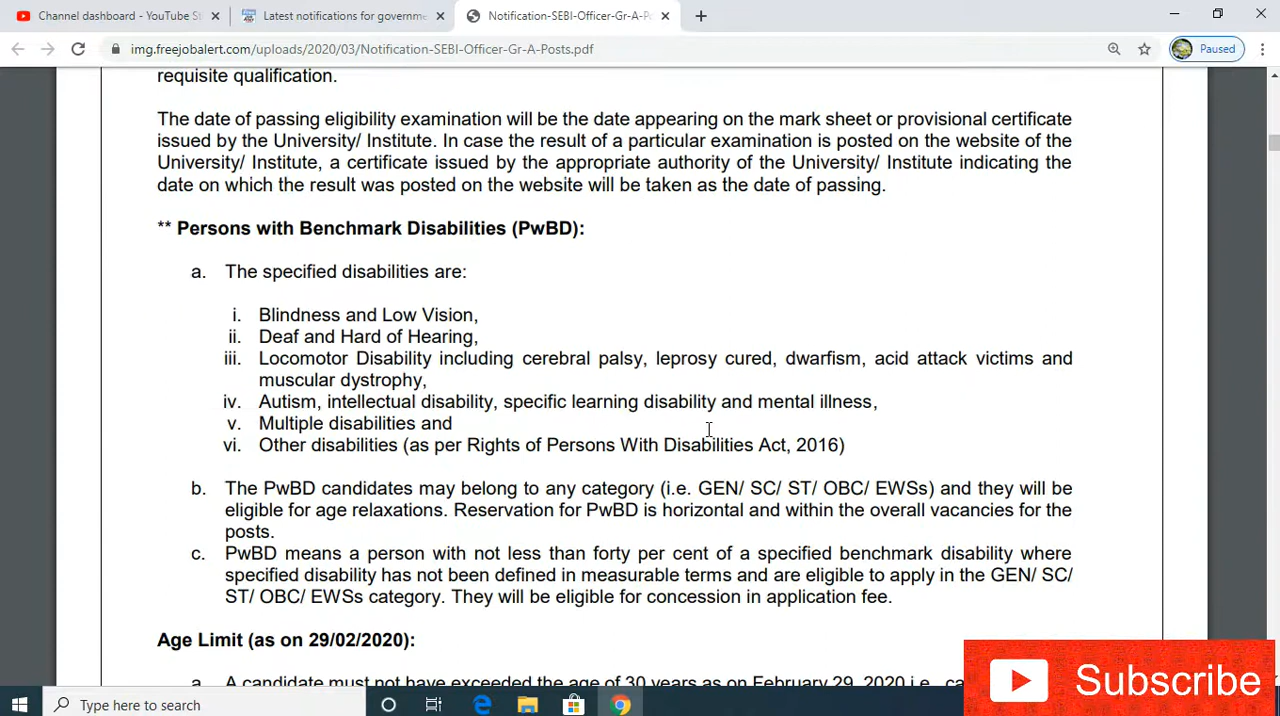 Channel dashboard - YouTube St
Latest notifications for governme
Notification-SEBI-Officer-Gr-A-Po
img.freejobalert.com/uploads/2020/03/Notification-SEBI-Officer-Gr-A-Posts.pdf
Paused
requisite qualification.
The date of passing eligibility examination will be the date appearing on the mark sheet or provisional certificate
issued by the University/ Institute. In case the result of a particular examination is posted on the website of the
University/ Institute, a certificate issued by the appropriate authority of the University/ Institute indicating the
date on which the result was posted on the website will be taken as the date of passing.
** Persons with Benchmark Disabilities (PwBD):
a. The specified disabilities are:
i. Blindness and Low Vision,
ii. Deaf and Hard of Hearing,
iii. Locomotor Disability including cerebral palsy, leprosy cured, dwarfism, acid attack victims and
muscular dystrophy,
iv. Autism, intellectual disability, specific learning disability and mental illness,
v. Multiple disabilities and
vi. Other disabilities (as per Rights of Persons With Disabilities Act, 2016)
b. The PwBD candidates may belong to any category (i.e. GEN/ SC/ ST/ OBC/ EWSs) and they will be
eligible for age relaxations. Reservation for PwBD is horizontal and within the overall vacancies for the
posts.
c. PwBD means a person with not less than forty per cent of a specified benchmark disability where
specified disability has not been defined in measurable terms and are eligible to apply in the GEN/ SC/
ST/ OBC/ EWSs category. They will be eligible for concession in application fee.
Age Limit (as on 29/02/2020):
a. A candidate must not have exceeded the age of 30 years as on February 29, 2020 i.e., ca
Subscribe
Type here to search